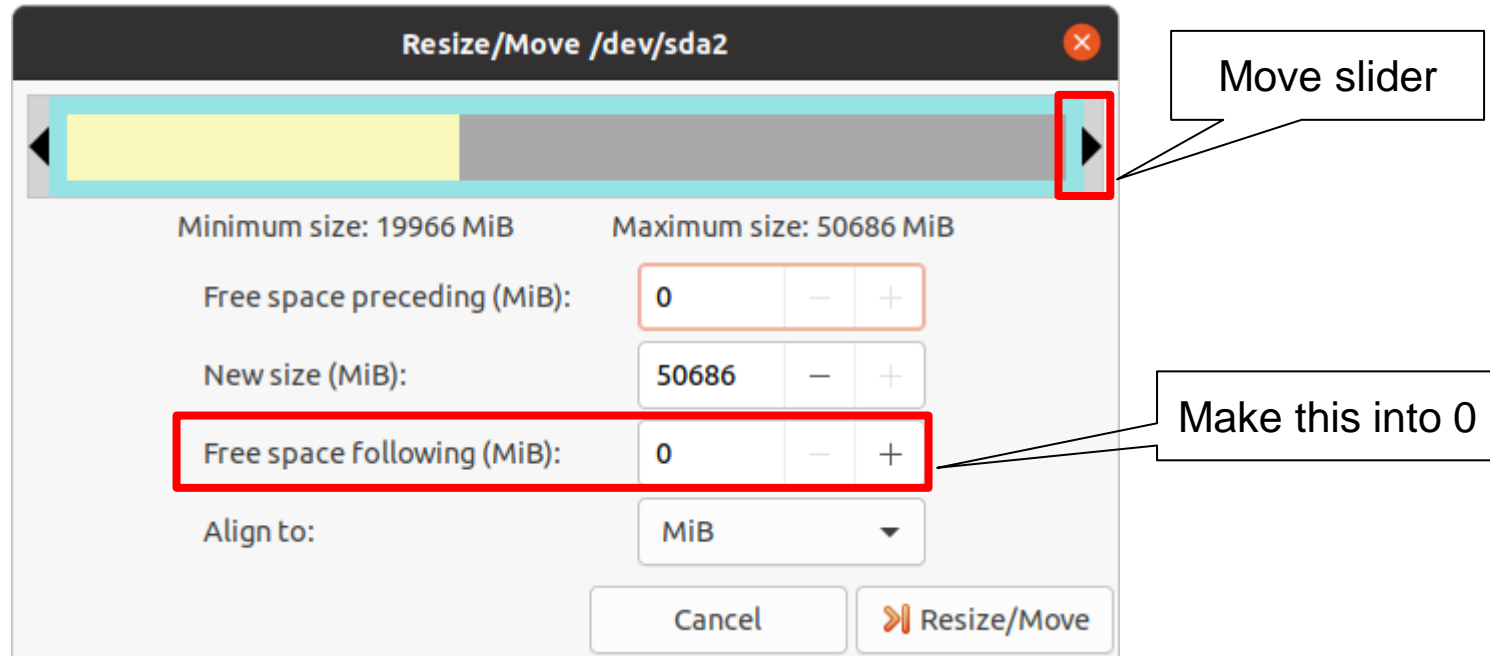 Resize/Move /dev/sda2
Move slider
Minimum size: 19966 MiB Maximum size: 50686 MiB
Free space preceding (MiB): 0 — +
New size (MiB): 50686 — +
Free space following (MiB): 0 — +
Make this into 0
Align to: MiB
Cancel Resize/Move